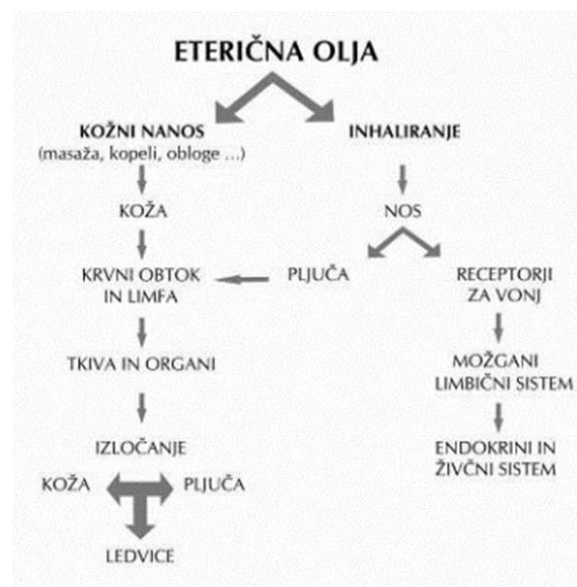 ETERIČNA OLJA
KOŽNI NANOS
(masaža, kopeli, obloge ...)
INHALIRANJE
KOŽA
NOS
KRVNI OBTOK
IN LIMFA
PLJUČA
RECEPTORJI
ZA VONJ
TKIVA IN ORGANI
MOŽGANI
LIMBIČNI SISTEM
IZLOČANJE
ENDOKRINI IN
ŽIVČNI SISTEM
KOŽA
PLJUČA
LEDVICE